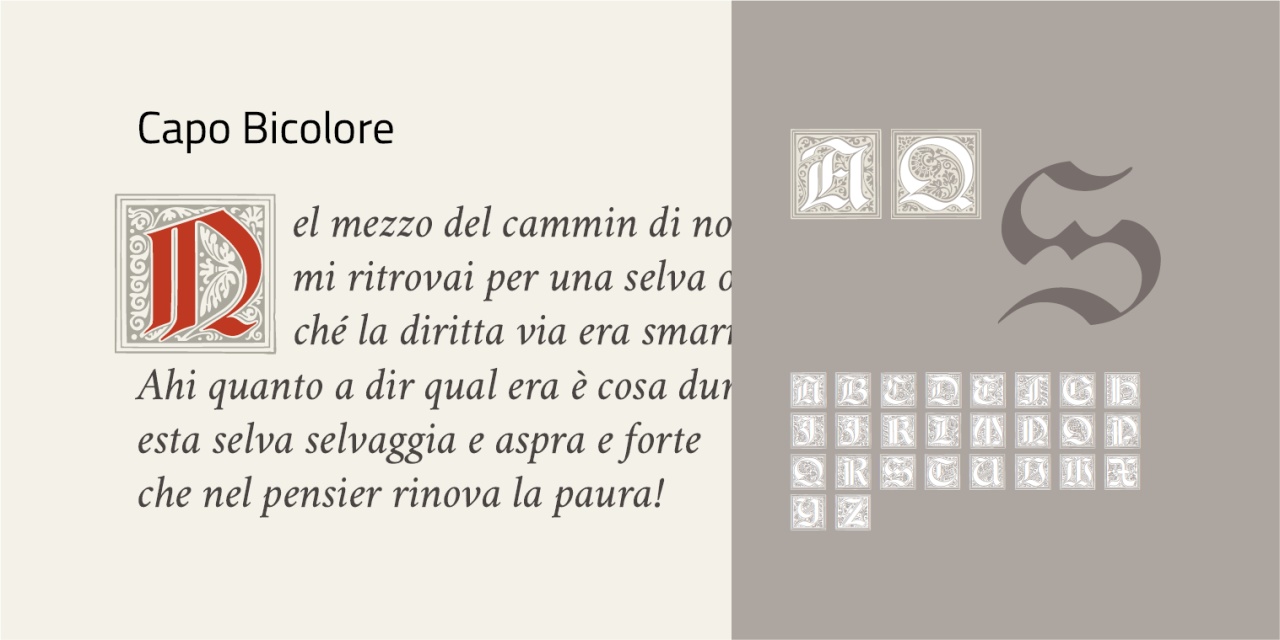 Capo Bicolore
Nel mezzo del cammin di no
mi ritrovai per una selva o
ché la diritta via era smarr
Ahi quanto a dir qual era è cosa dur
esta selva selvaggia e aspra e forte
che nel pensier rinova la paura!
A Q S
A B C D E F G H
I J K L M N O P
Q R S T U V W X
Y Z